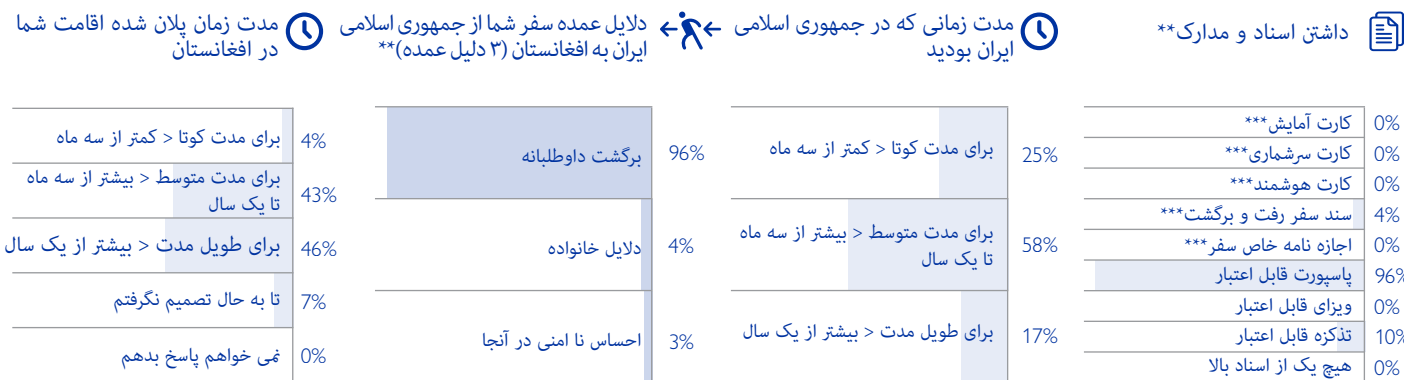 داشتن اسناد و مدارک**
0% کارت آمایش***
0% کارت سرشماری***
0% کارت هوشمند***
4% سند سفر رفت و برگشت***
0% اجازه نامه خاص سفر***
96% پاسپورت قابل اعتبار
0% ویزای قابل اعتبار
10% تذکزه قابل اعتبار
0% هیچ یک از اسناد بالا
مدت زمانی که در جمهوری اسلامی
ایران بودید
25% برای مدت کوتا < کمتر از سه ماه
58% برای مدت متوسط < بیشتر از سه ماه
تا یک سال
17% برای طویل مدت < بیشتر از یک سال
دلایل عمده سفر شما از جمهوری اسلامی
ایران به افغانستان (۳ دلیل عمده)**
96% برگشت داوطلبانه
4% دلایل خانواده
3% احساس نا امنی در آنجا
مدت زمان پلان شده اقامت شما
در افغانستان
4% برای مدت کوتا < کمتر از سه ماه
43% برای مدت متوسط < بیشتر از سه ماه
تا یک سال
46% برای طویل مدت < بیشتر از یک سال
7% تا به حال تصمیم نگرفتم
0% نمی خواهم پاسخ بدهم